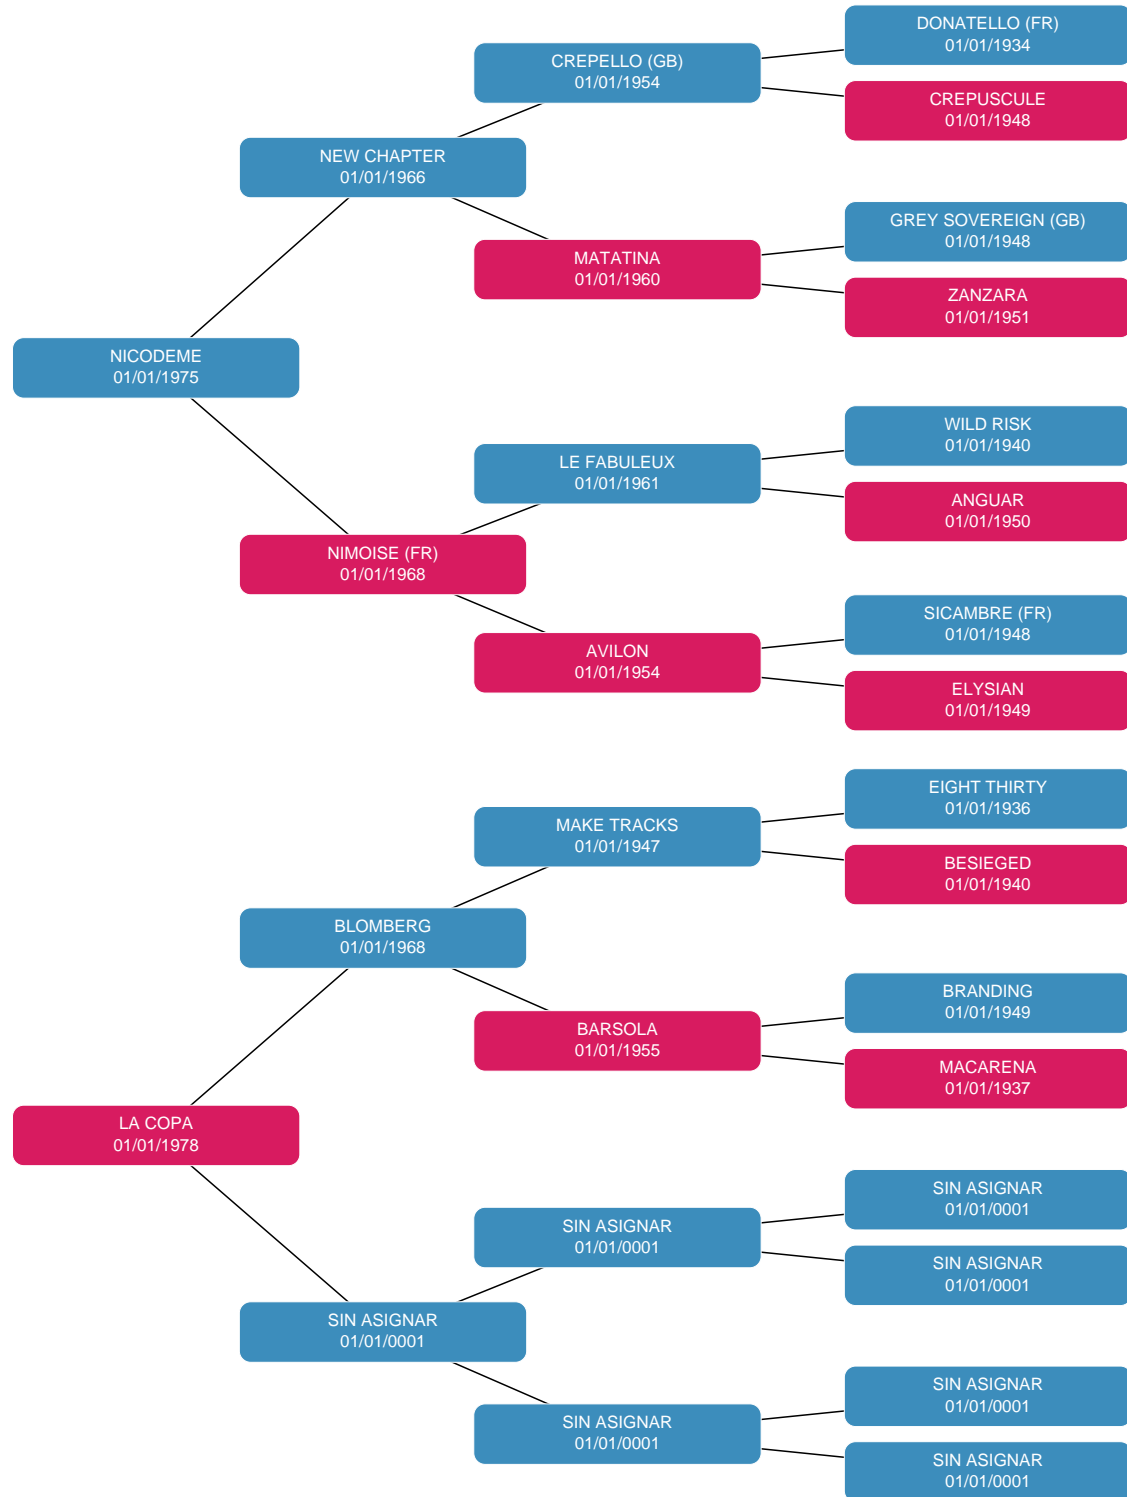 DONATELLO (FR)
01/01/1934
CREPELLO (GB)
01/01/1954
CREPUSCULE
01/01/1948
NEW CHAPTER
01/01/1966
GREY SOVEREIGN (GB)
01/01/1948
MATATINA
01/01/1960
ZANZARA
01/01/1951
NICODEME
01/01/1975
WILD RISK
01/01/1940
LE FABULEUX
01/01/1961
ANGUAR
01/01/1950
NIMOISE (FR)
01/01/1968
SICAMBRE (FR)
01/01/1948
AVILON
01/01/1954
ELYSIAN
01/01/1949
EIGHT THIRTY
01/01/1936
MAKE TRACKS
01/01/1947
BESIEGED
01/01/1940
BLOMBERG
01/01/1968
BRANDING
01/01/1949
BARSOLA
01/01/1955
MACARENA
01/01/1937
LA COPA
01/01/1978
SIN ASIGNAR
01/01/0001
SIN ASIGNAR
01/01/0001
SIN ASIGNAR
01/01/0001
SIN ASIGNAR
01/01/0001
SIN ASIGNAR
01/01/0001
SIN ASIGNAR
01/01/0001
SIN ASIGNAR
01/01/0001